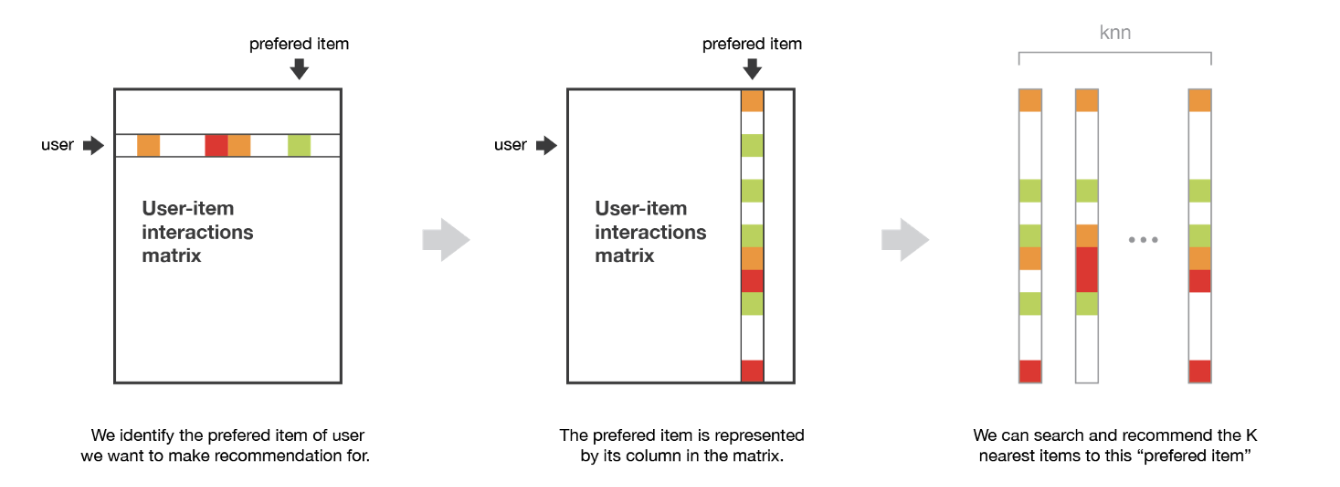 prefered item
user
User-item
interactions
matrix
We identify the prefered item of user
we want to make recommendation for.
prefered item
user
User-item
interactions
matrix
The prefered item is represented
by its column in the matrix.
knn
We can search and recommend the K
nearest items to this “prefered item”